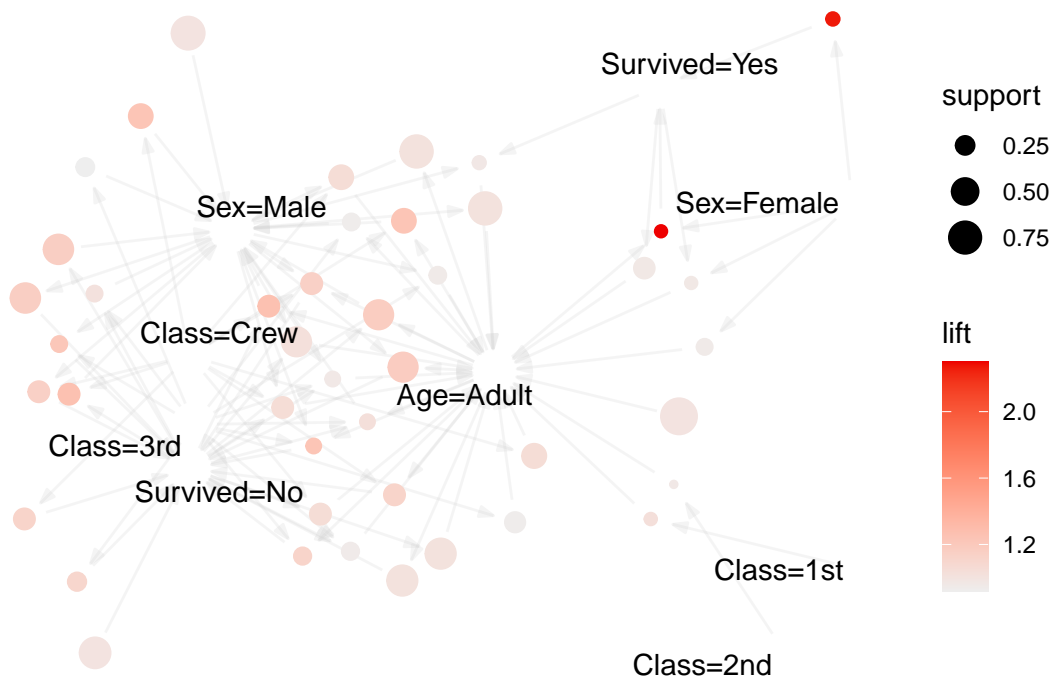 Survived=Yes
support
0.25
0.50
0.75
Sex=Male
Sex=Female
Class=Crew
lift
2.0
1.6
1.2
Age=Adult
Class=3rd
Survived=No
Class=1st
Class=2nd